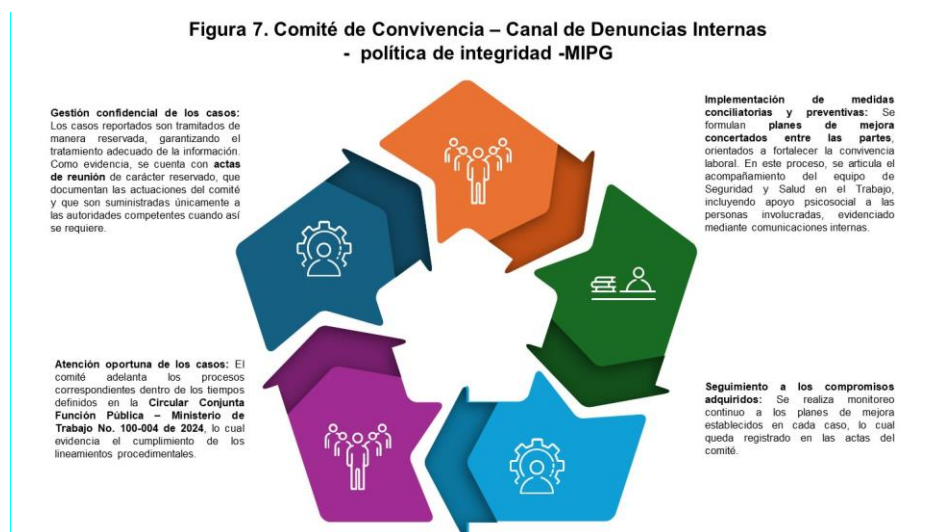 Figura 7. Comité de Convivencia – Canal de Denuncias Internas
- política de integridad -MIPG
Gestión confidencial de los casos:
Los casos reportados son tramitados de
manera reservada, garantizando el
tratamiento adecuado de la información.
Como evidencia, se cuenta con actas
de reunión de carácter reservado, que
documentan las actuaciones del comité
y que son suministradas únicamente a
las autoridades competentes cuando así
se requiere.
Implementación de medidas
conciliatorias y preventivas: Se
formulan planes de mejora
concertados entre las partes,
orientados a fortalecer la convivencia
laboral. En este proceso, se articula el
acompañamiento del equipo de
Seguridad y Salud en el Trabajo,
incluyendo apoyo psicosocial a las
personas involucradas, evidenciado
mediante comunicaciones internas.
Atención oportuna de los casos: El
comité adelanta los procesos
correspondientes dentro de los tiempos
definidos en la Circular Conjunta
Función Pública – Ministerio de
Trabajo No. 100-004 de 2024, lo cual
evidencia el cumplimiento de los
lineamientos procedimentales.
Seguimiento a los compromisos
adquiridos: Se realiza monitoreo
continuo a los planes de mejora
establecidos en cada caso, lo cual
queda registrado en las actas del
comité.